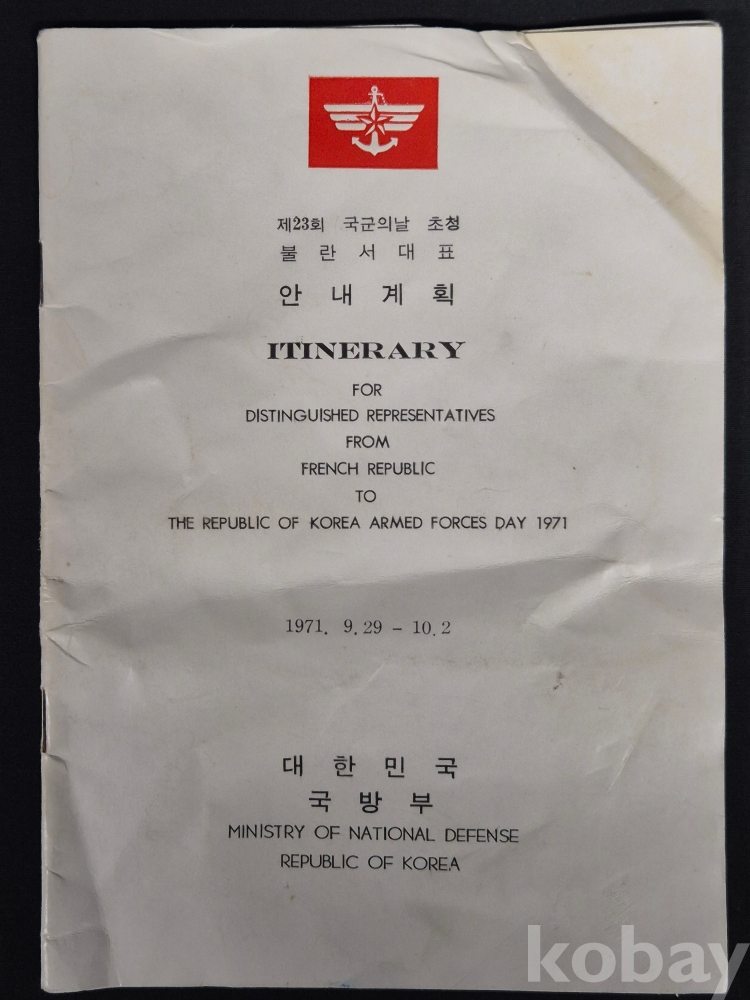 제23회 국군의날 초청
불란서대표
안내계획
ITINERARY
FOR
DISTINGUISHED REPRESENTATIVES
FROM
FRENCH REPUBLIC
TO
THE REPUBLIC OF KOREA ARMED FORCES DAY 1971
1971. 9.29 - 10.2
대한민국
국방부
MINISTRY OF NATIONAL DEFENSE
REPUBLIC OF KOREA
kobay